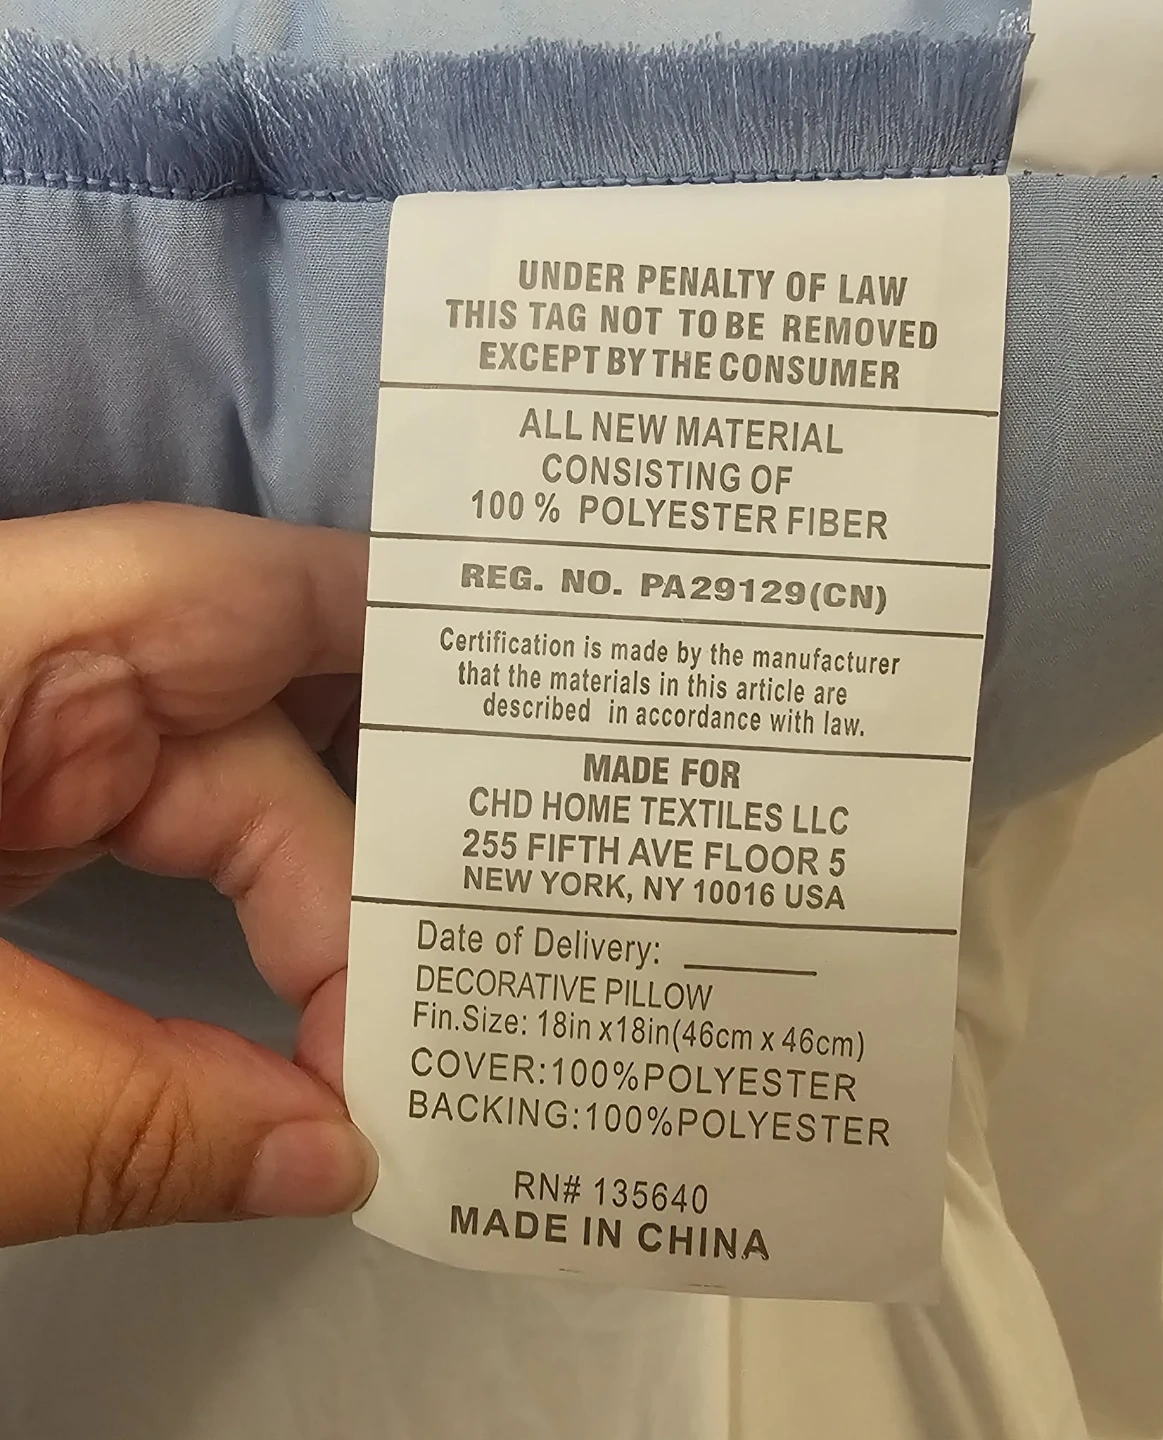 UNDER PENALTY OF LAW
THIS TAG NOT TO BE REMOVED
EXCEPT BY THE CONSUMER
ALL NEW MATERIAL
CONSISTING OF
100 % POLYESTER FIBER
REG. NO. PA29129(CN)
Certification is made by the manufacturer
that the materials in this article are
described in accordance with law.
MADE FOR
CHD HOME TEXTILES LLC
255 FIFTH AVE FLOOR 5
NEW YORK, NY 10016 USA
Date of Delivery: ______
DECORATIVE PILLOW
Fin.Size: 18in x18in(46cm x 46cm)
COVER:100%POLYESTER
BACKING:100%POLYESTER
RN# 135640
MADE IN CHINA